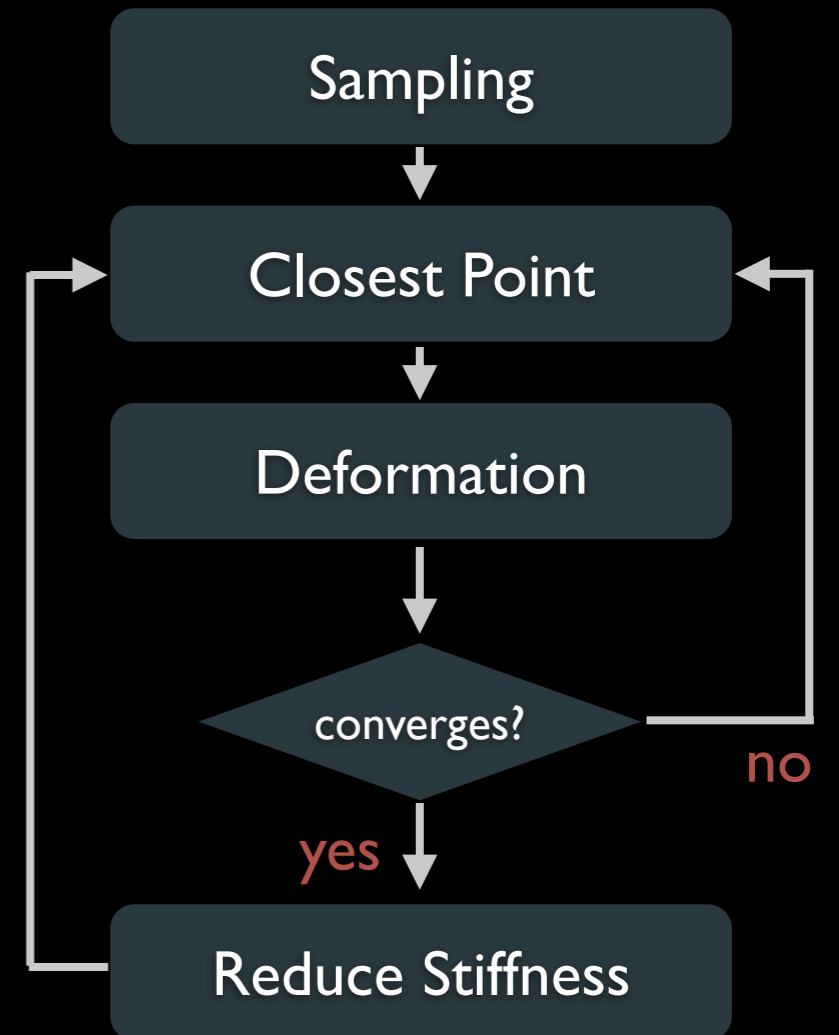 Sampling
Closest Point
Deformation
converges?
no
yes
Reduce Stiffness